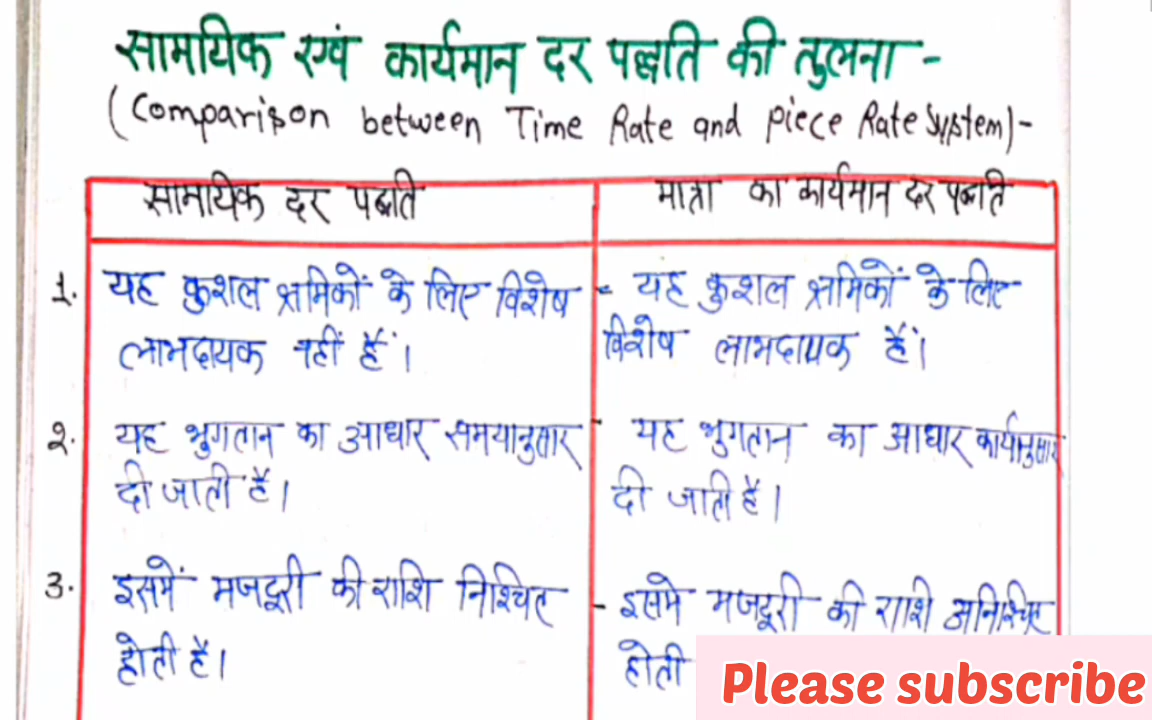 सामयिक एवं कार्यमान दर पद्धति की तुलना -
(Comparison between Time Rate and piece Rate System)-
सामयिक दर पद्धति
मात्रा का कार्यमान दर पद्धति
1. यह कुशल श्रमिकों के लिए विशेष
लाभदायक नहीं है।
- यह कुशल श्रमिकों के लिए
विशेष लाभदायक है।
२. यह भुगतान का आधार समयानुसार
दी जाती है।
- यह भुगतान का आधार कार्यानुसार
दी जाती है।
3. इसमें मजदूरी की राशि निश्चित
होती है।
- इसमे मजदूरी की राशि अनिश्चित
होती
Please subscribe